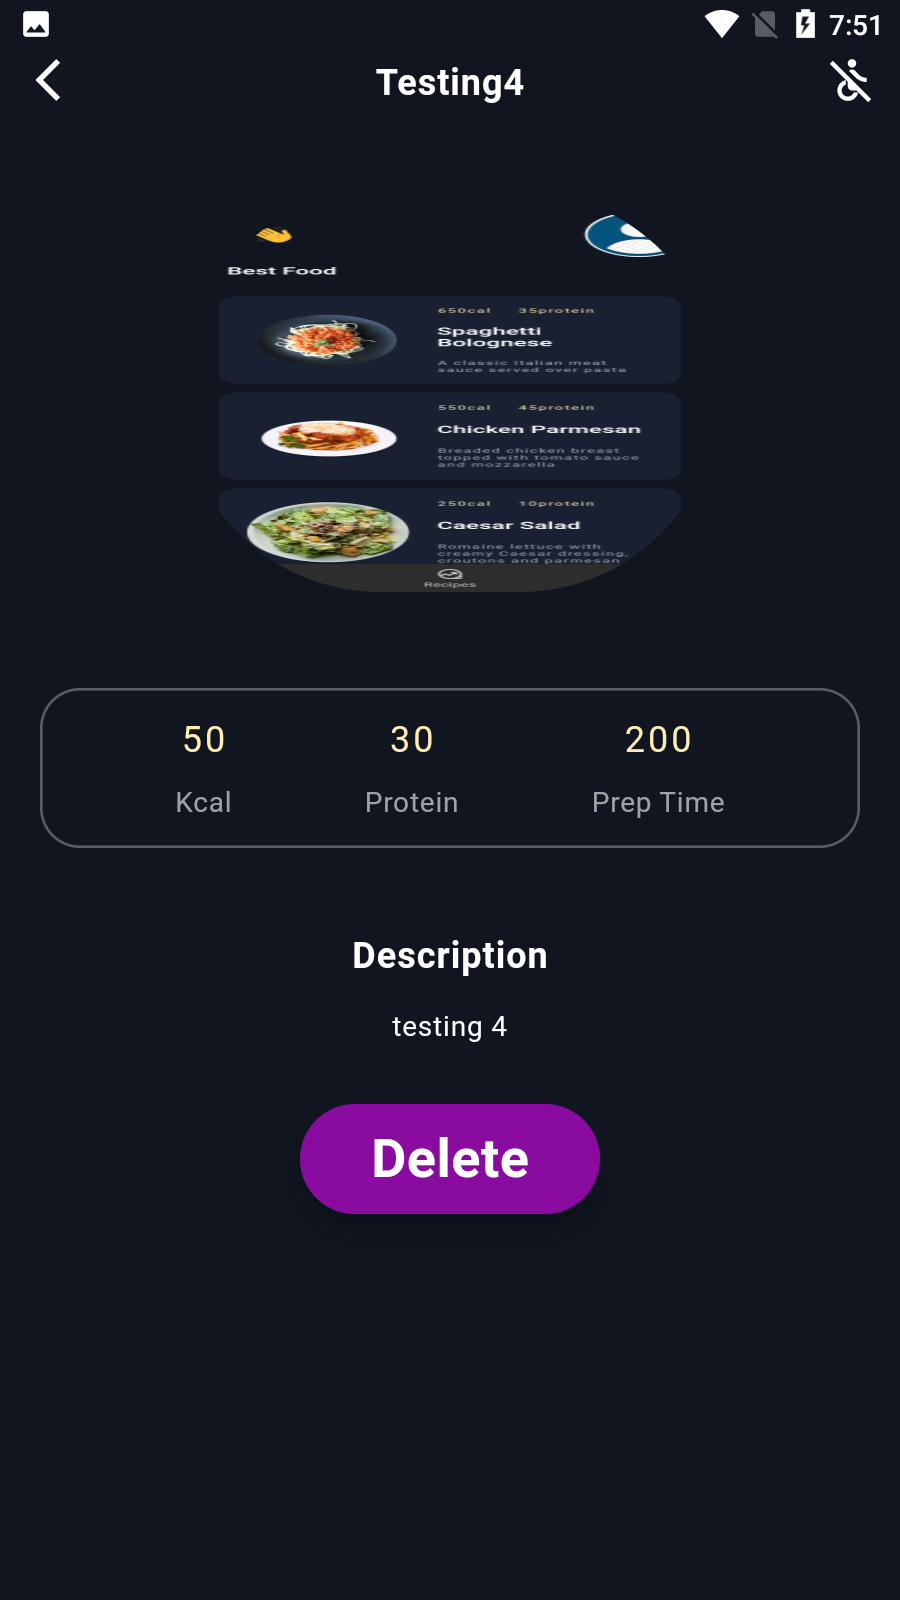 7:51
Testing4
Best Food
650cal 35protein
Spaghetti
Bolognese
A classic Italian meat
sauce served over pasta
550cal 45protein
Chicken Parmesan
Breaded chicken breast
topped with tomato sauce
and mozzarella
250cal 10protein
Caesar Salad
Romaine lettuce with
creamy Caesar dressing,
croutons and parmesan
Recipes
50 30 200
Kcal Protein Prep Time
Description
testing 4
Delete